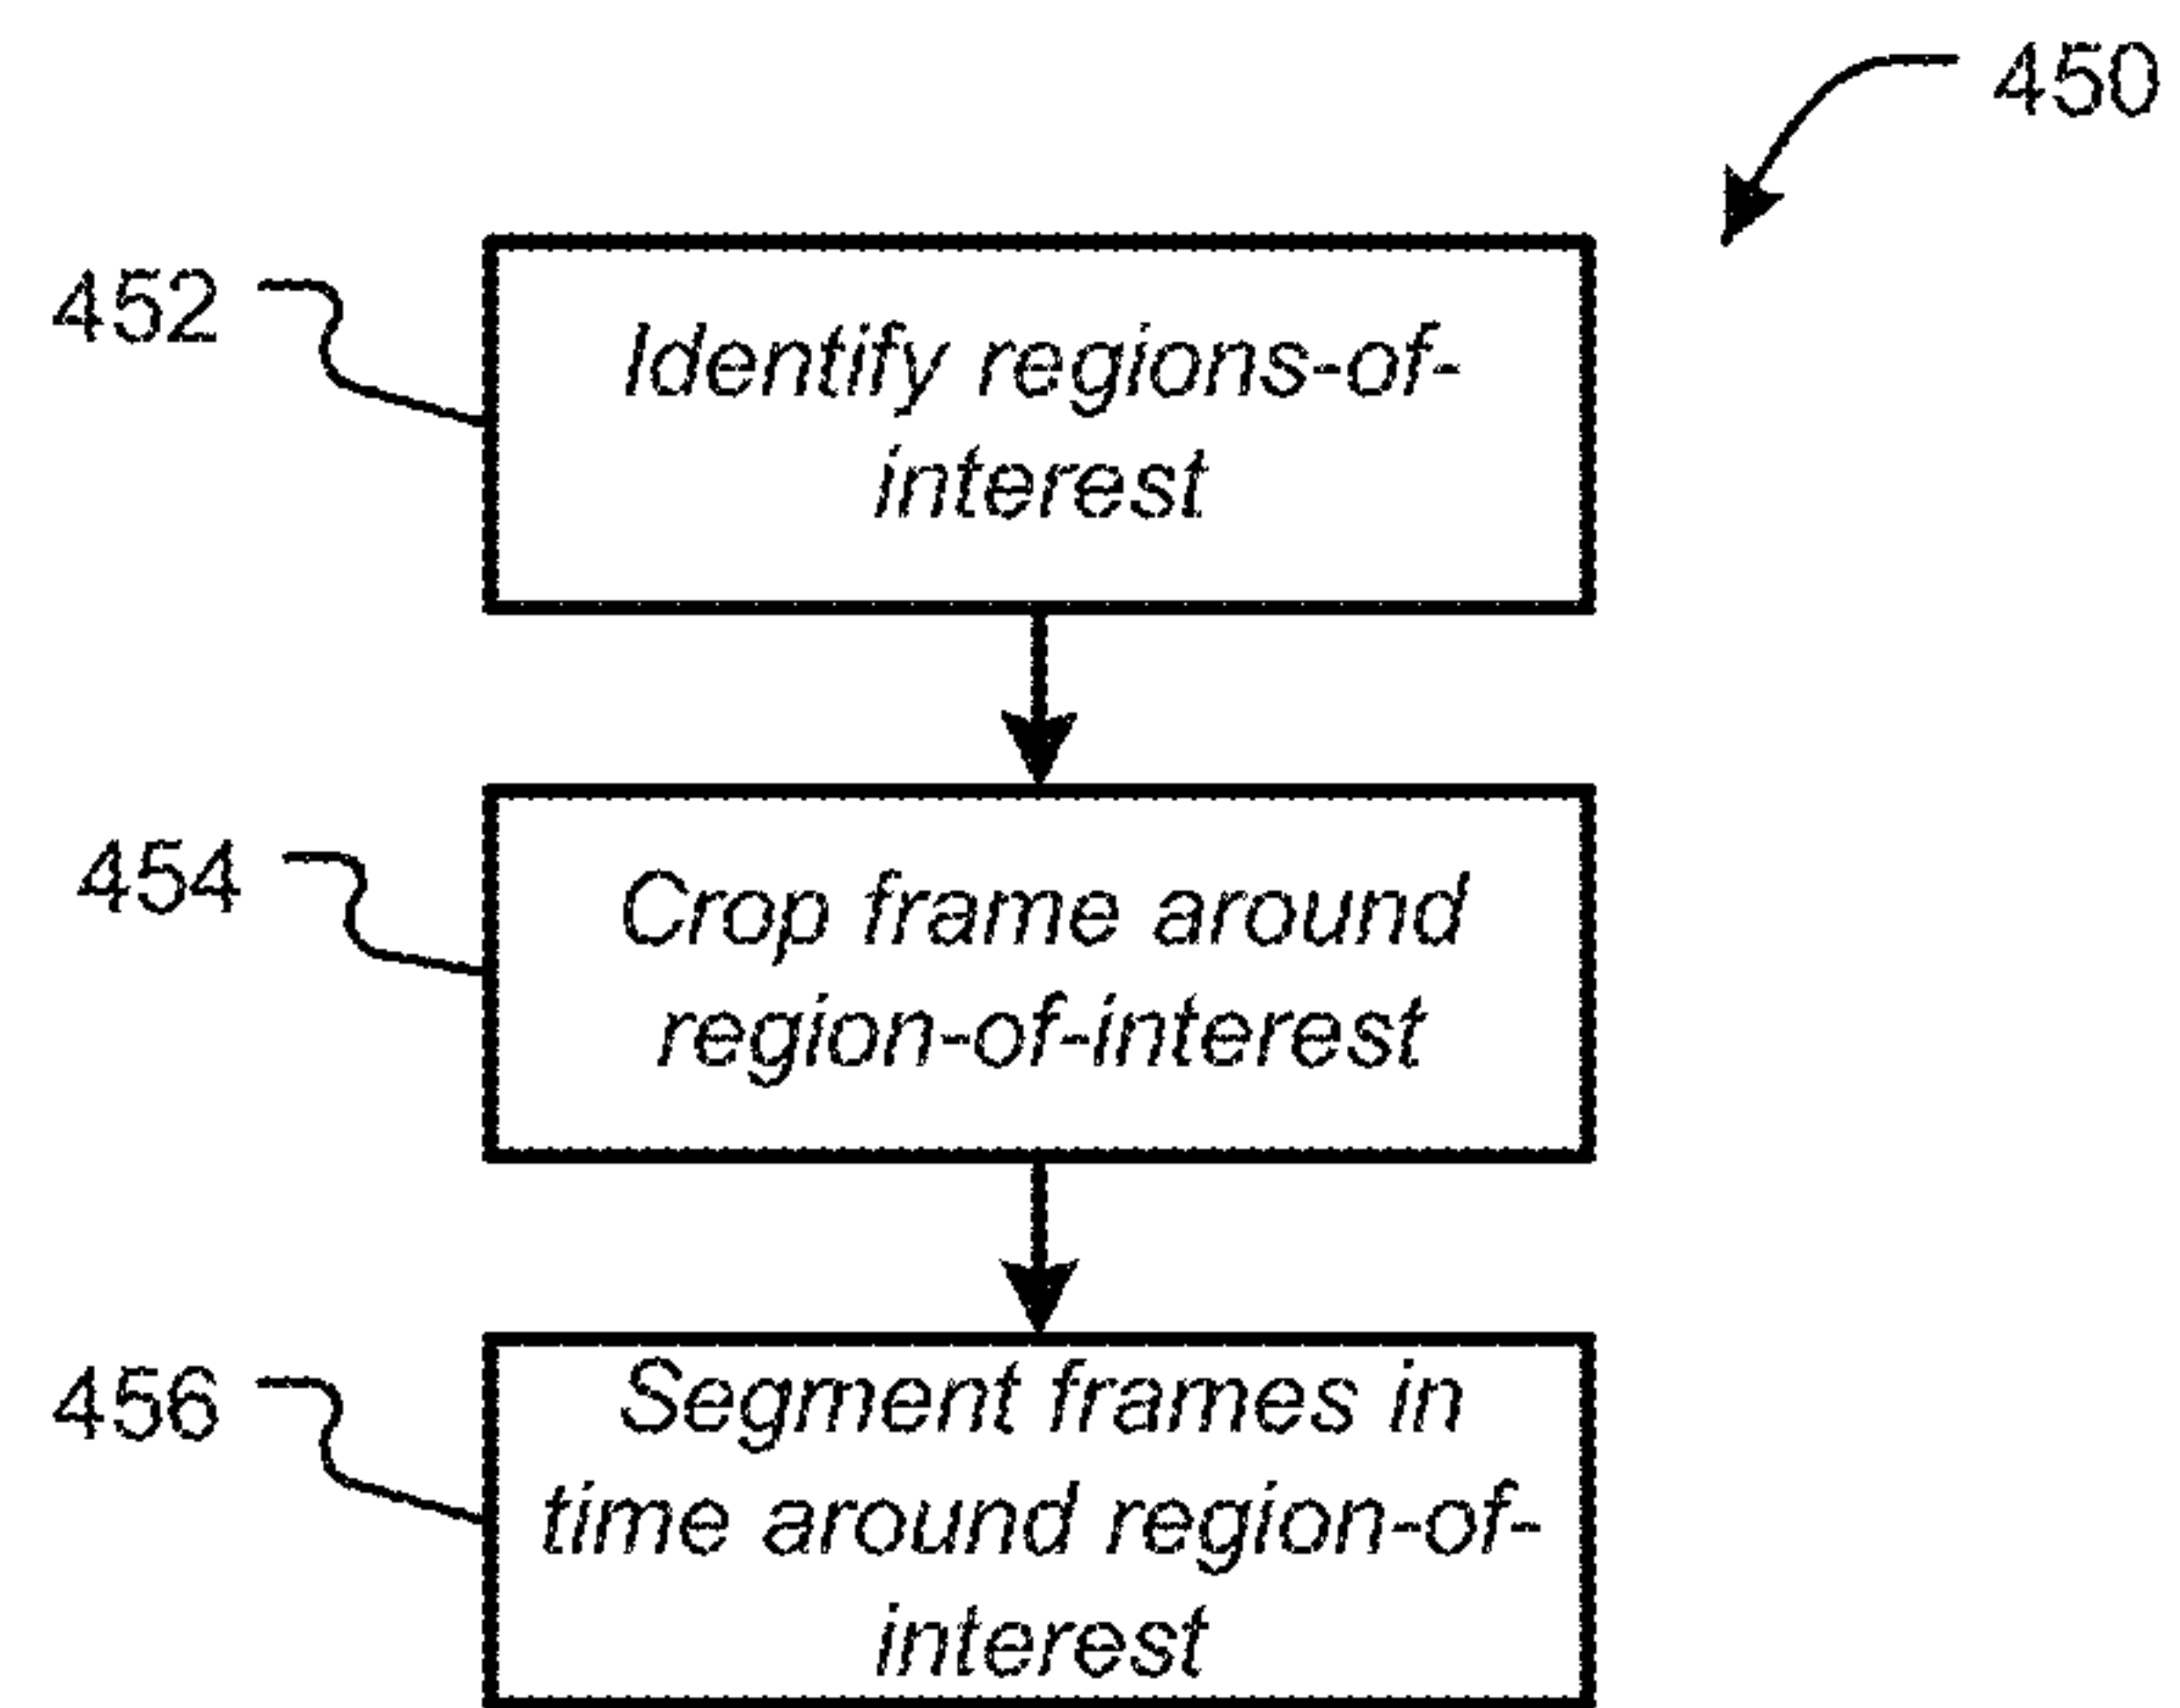 450
452
Identify regions-of-
interest
454
Crop frame around
region-of-interest
456
Segment frames in
time around region-of-
interest